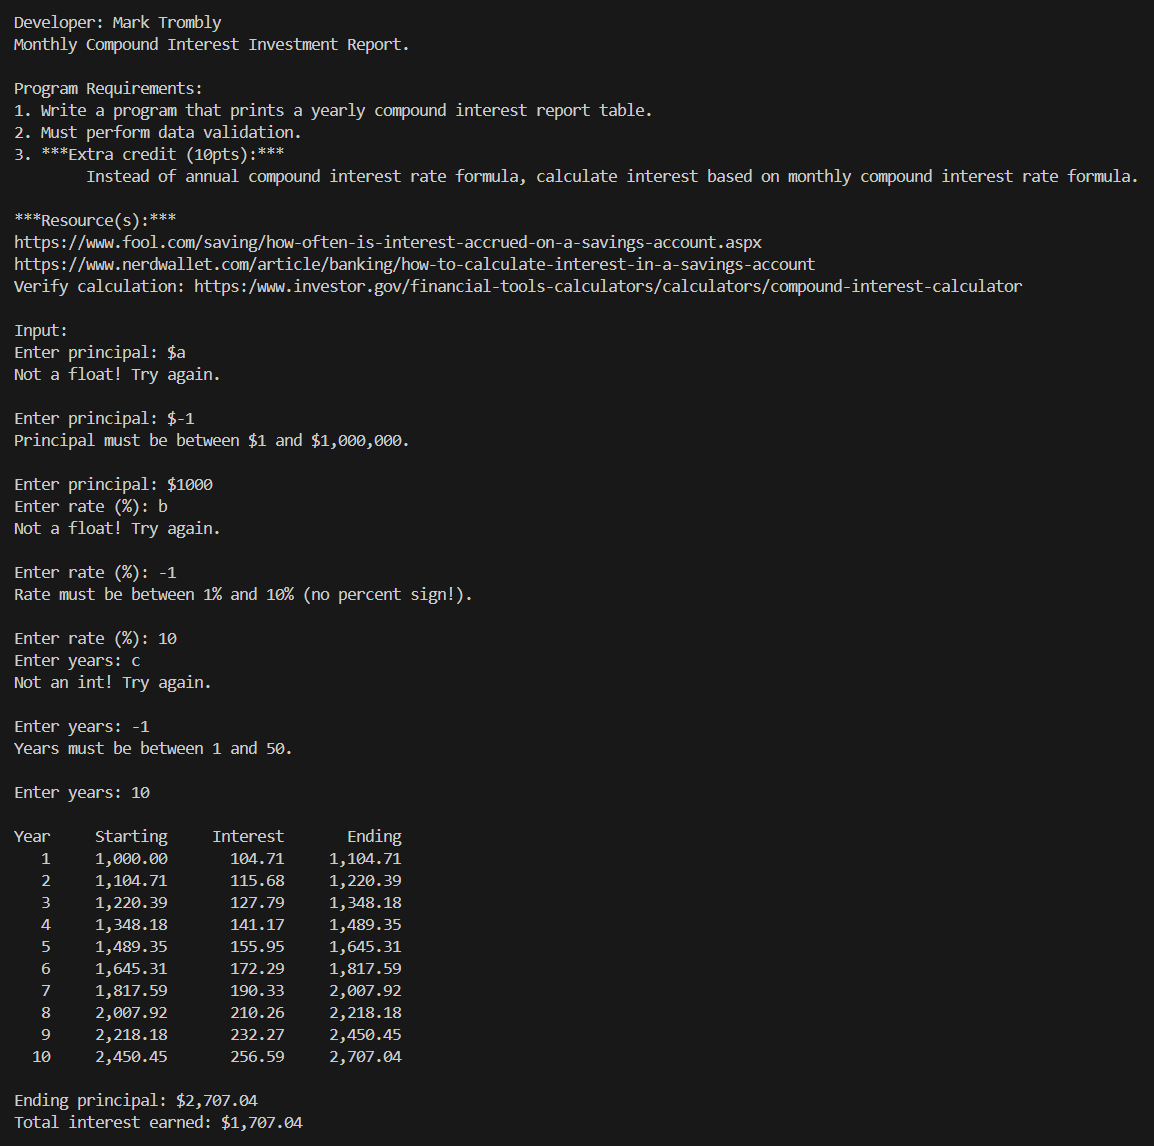 Developer: Mark Trombly
Monthly Compound Interest Investment Report.
Program Requirements:
1. Write a program that prints a yearly compound interest report table.
2. Must perform data validation.
3. ***Extra credit (10pts):***
Instead of annual compound interest rate formula, calculate interest based on monthly compound interest rate formula.
***Resource(s):***
https://www.fool.com/saving/how-often-is-interest-accrued-on-a-savings-account.aspx
https://www.nerdwallet.com/article/banking/how-to-calculate-interest-in-a-savings-account
Verify calculation: https:/www.investor.gov/financial-tools-calculators/calculators/compound-interest-calculator
Input:
Enter principal: $a
Not a float! Try again.
Enter principal: $-1
Principal must be between $1 and $1,000,000.
Enter principal: $1000
Enter rate (%): b
Not a float! Try again.
Enter rate (%): -1
Rate must be between 1% and 10% (no percent sign!).
Enter rate (%): 10
Enter years: c
Not an int! Try again.
Enter years: -1
Years must be between 1 and 50.
Enter years: 10
Year Starting Interest Ending
1 1,000.00 104.71 1,104.71
2 1,104.71 115.68 1,220.39
3 1,220.39 127.79 1,348.18
4 1,348.18 141.17 1,489.35
5 1,489.35 155.95 1,645.31
6 1,645.31 172.29 1,817.59
7 1,817.59 190.33 2,007.92
8 2,007.92 210.26 2,218.18
9 2,218.18 232.27 2,450.45
10 2,450.45 256.59 2,707.04
Ending principal: $2,707.04
Total interest earned: $1,707.04